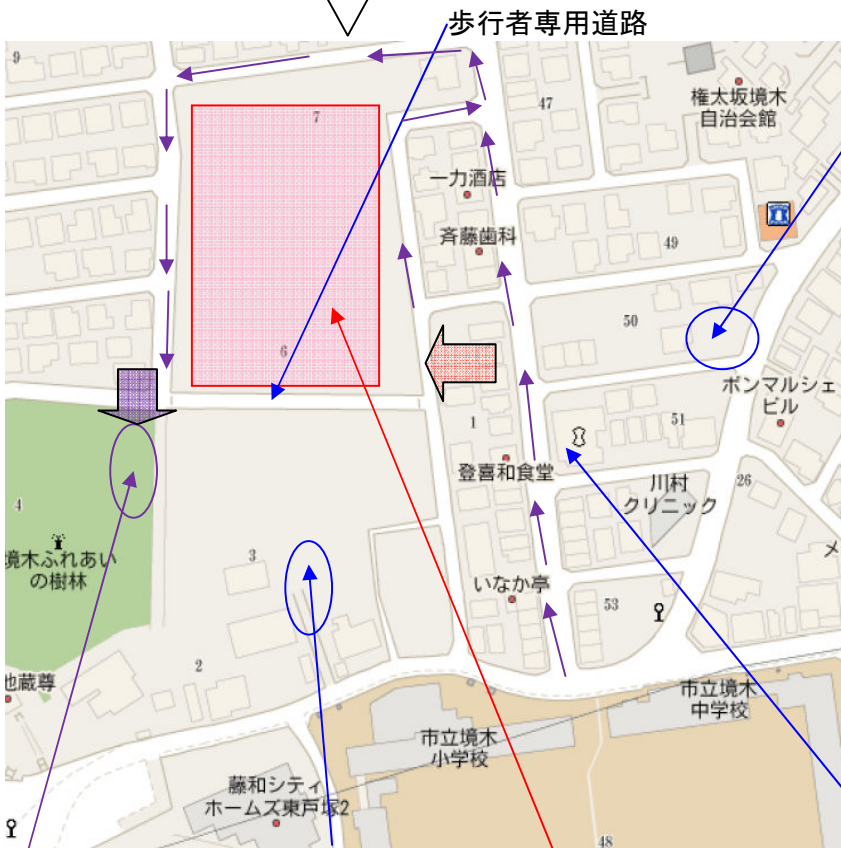 歩行者専用道路
9
7
47
権太坂境木
自治会館
一力酒店
斉藤歯科
49
50
6
ボンマルシェ
ビル
1
51
登喜和食堂
川村
クリニック
26
4
境木ふれあい
の樹林
3
メ
いなか亭
53
2
地蔵尊
市立境木
中学校
市立境木
小学校
藤和シティ
ホームズ東戸塚2
48